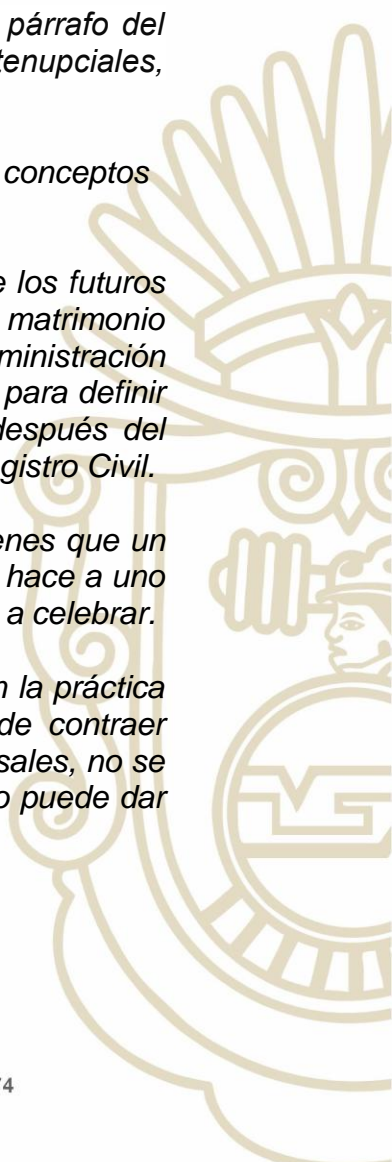 párrafo del
tenupciales,
conceptos
e los futuros
matrimonio
ministración
para definir
después del
gistro Civil.
enes que un
hace a uno
a celebrar.
n la práctica
de contraer
sales, no se
o puede dar
74